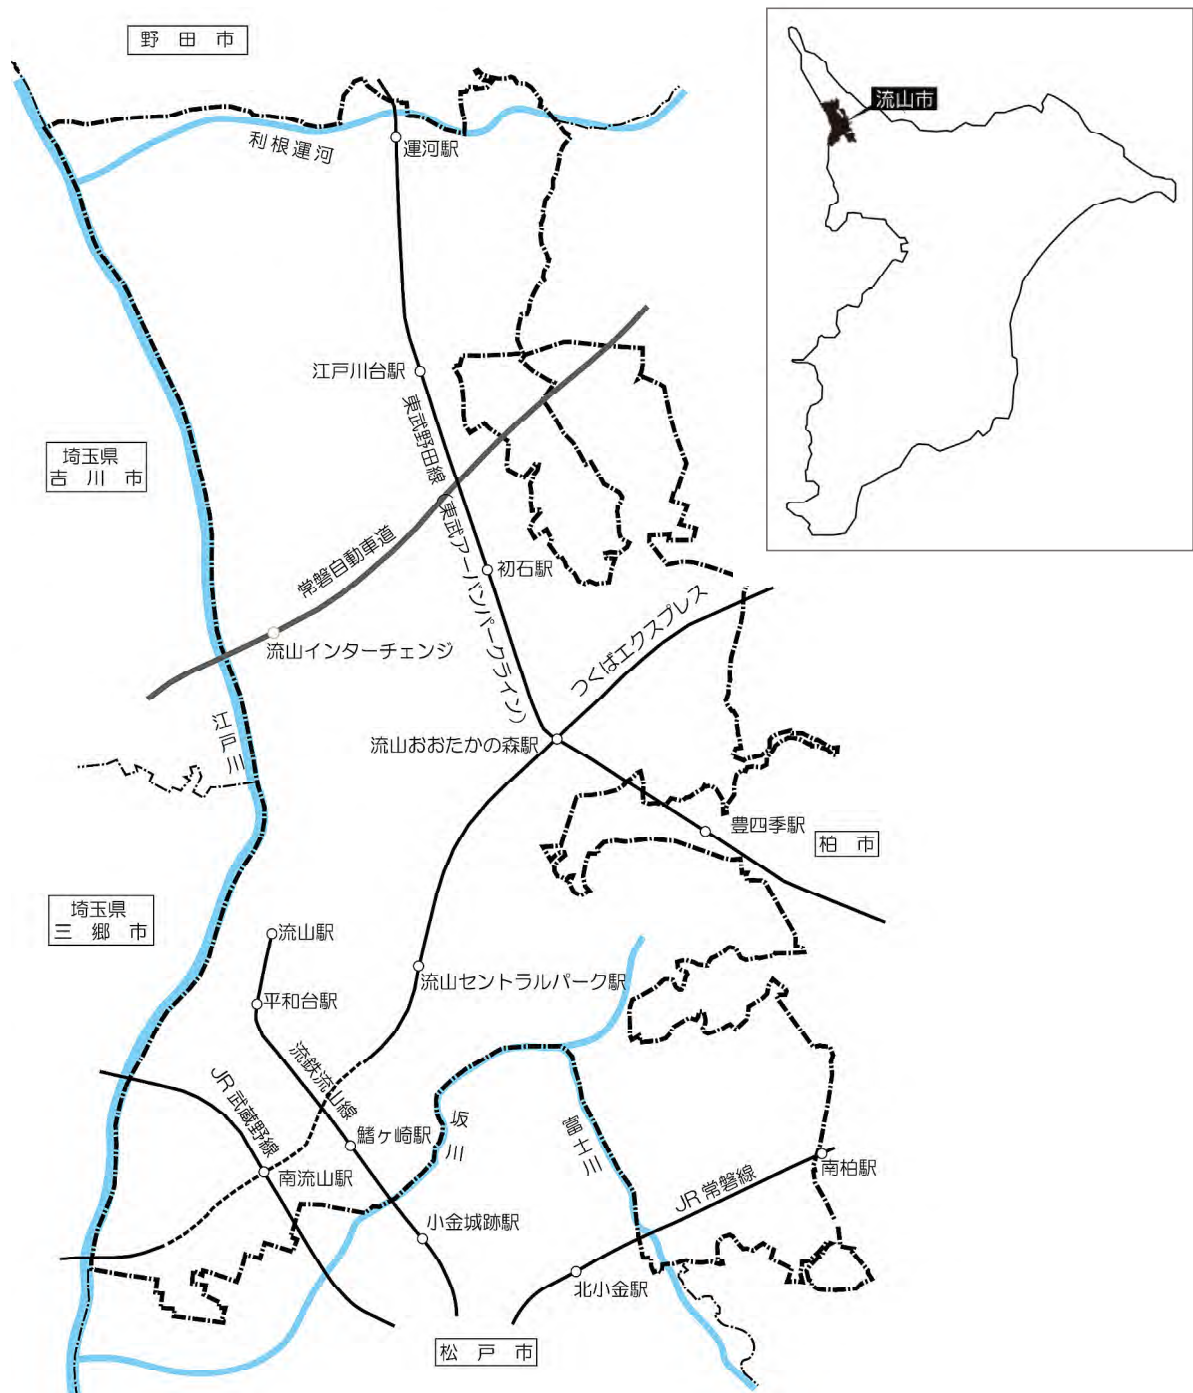 野田市
流山市
利根運河
運河駅
江戸川台駅
東武野田線(東武アーバンパークライン)
埼玉県
吉川市
常磐自動車道
初石駅
つくばエクスプレス
流山インターチェンジ
江戸川
流山おおたかの森駅
豊四季駅
柏市
埼玉県
三郷市
流山駅
流山セントラルパーク駅
平和台駅
流鉄流山線
JR武蔵野線
坂川
鰭ヶ崎駅
富士川
南流山駅
南柏駅
JR常磐線
小金城跡駅
北小金駅
松戸市